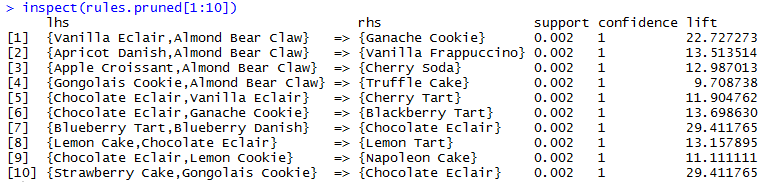 > inspect(rules.pruned[1:10])
lhs rhs support confidence lift
[1] {Vanilla Eclair,Almond Bear Claw} => {Ganache Cookie} 0.002 1 22.727273
[2] {Apricot Danish,Almond Bear Claw} => {Vanilla Frappuccino} 0.002 1 13.513514
[3] {Apple Croissant,Almond Bear Claw} => {Cherry Soda} 0.002 1 12.987013
[4] {Gongolais Cookie,Almond Bear Claw} => {Truffle Cake} 0.002 1 9.708738
[5] {Chocolate Eclair,Vanilla Eclair} => {Cherry Tart} 0.002 1 11.904762
[6] {Chocolate Eclair,Ganache Cookie} => {Blackberry Tart} 0.002 1 13.698630
[7] {Blueberry Tart,Blueberry Danish} => {Chocolate Eclair} 0.002 1 29.411765
[8] {Lemon Cake,Chocolate Eclair} => {Lemon Tart} 0.002 1 13.157895
[9] {Chocolate Eclair,Lemon Cookie} => {Napoleon Cake} 0.002 1 11.111111
[10] {Strawberry Cake,Gongolais Cookie} => {Chocolate Eclair} 0.002 1 29.411765